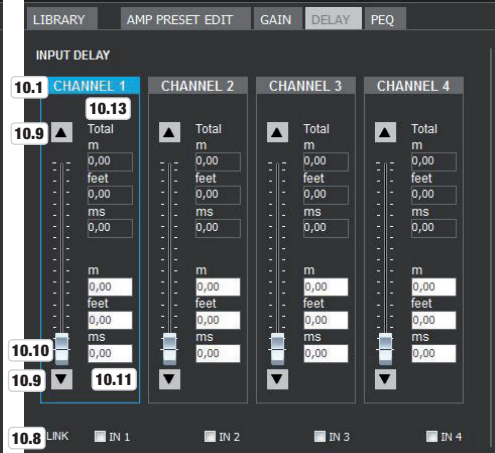 LIBRARY AMP PRESET EDIT GAIN DELAY PEQ
INPUT DELAY
10.1 CHANNEL 1 CHANNEL 2 CHANNEL 3 CHANNEL 4
10.13
10.9 Total Total Total Total
m m m m
0,00 0,00 0,00 0,00
feet feet feet feet
0,00 0,00 0,00 0,00
ms ms ms ms
0,00 0,00 0,00 0,00
m m m m
0,00 0,00 0,00 0,00
feet feet feet feet
0,00 0,00 0,00 0,00
ms ms ms ms
10.10 0,00 0,00 0,00 0,00
10.9 10.11
10.8 LINK IN 1 IN 2 IN 3 IN 4